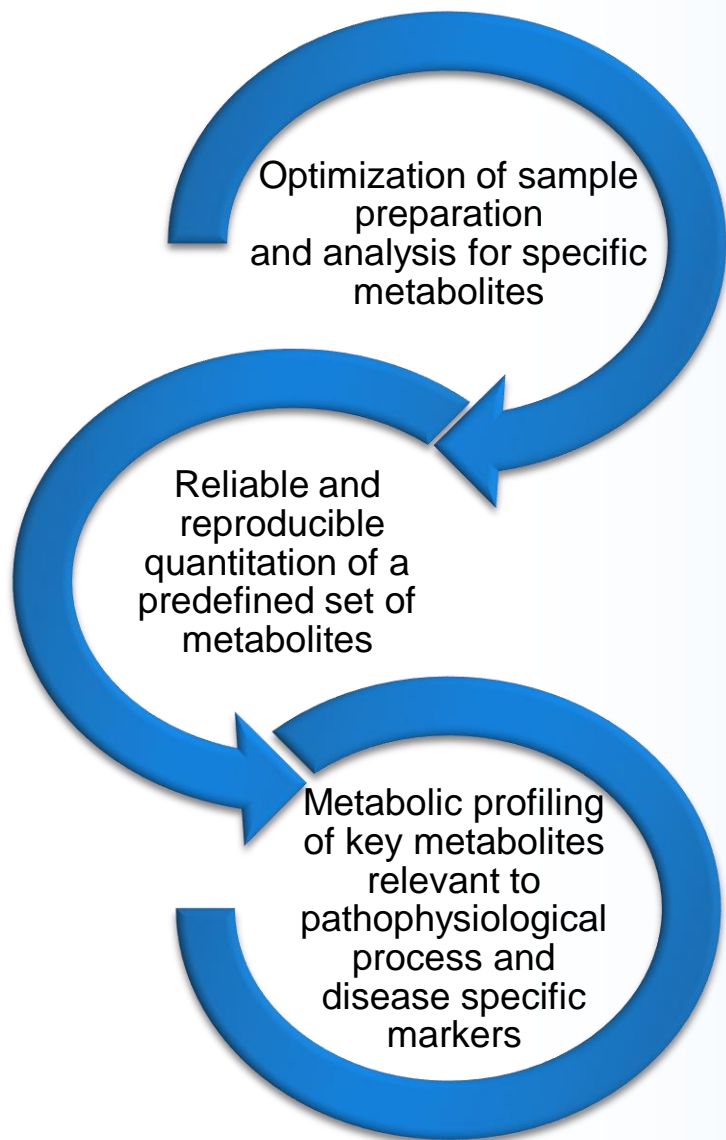 Optimization of sample
preparation
and analysis for specific
metabolites
Reliable and
reproducible
quantitation of a
predefined set of
metabolites
Metabolic profiling
of key metabolites
relevant to
pathophysiological
process and
disease specific
markers